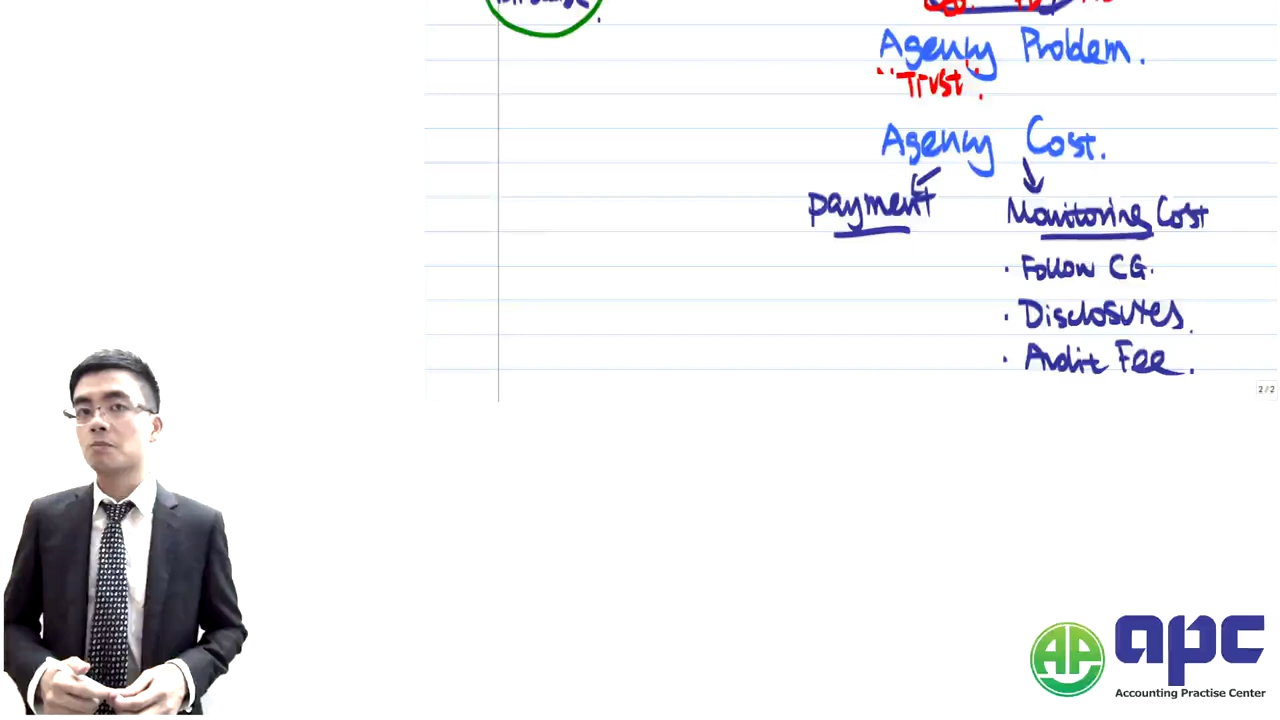 Agency Problem.
"Trust".
Agency Cost.
payment
Monitoring Cost
· Follow CG.
· Disclosures.
· Audit Fee.
2/2
AP
apc
Accounting Practise Center